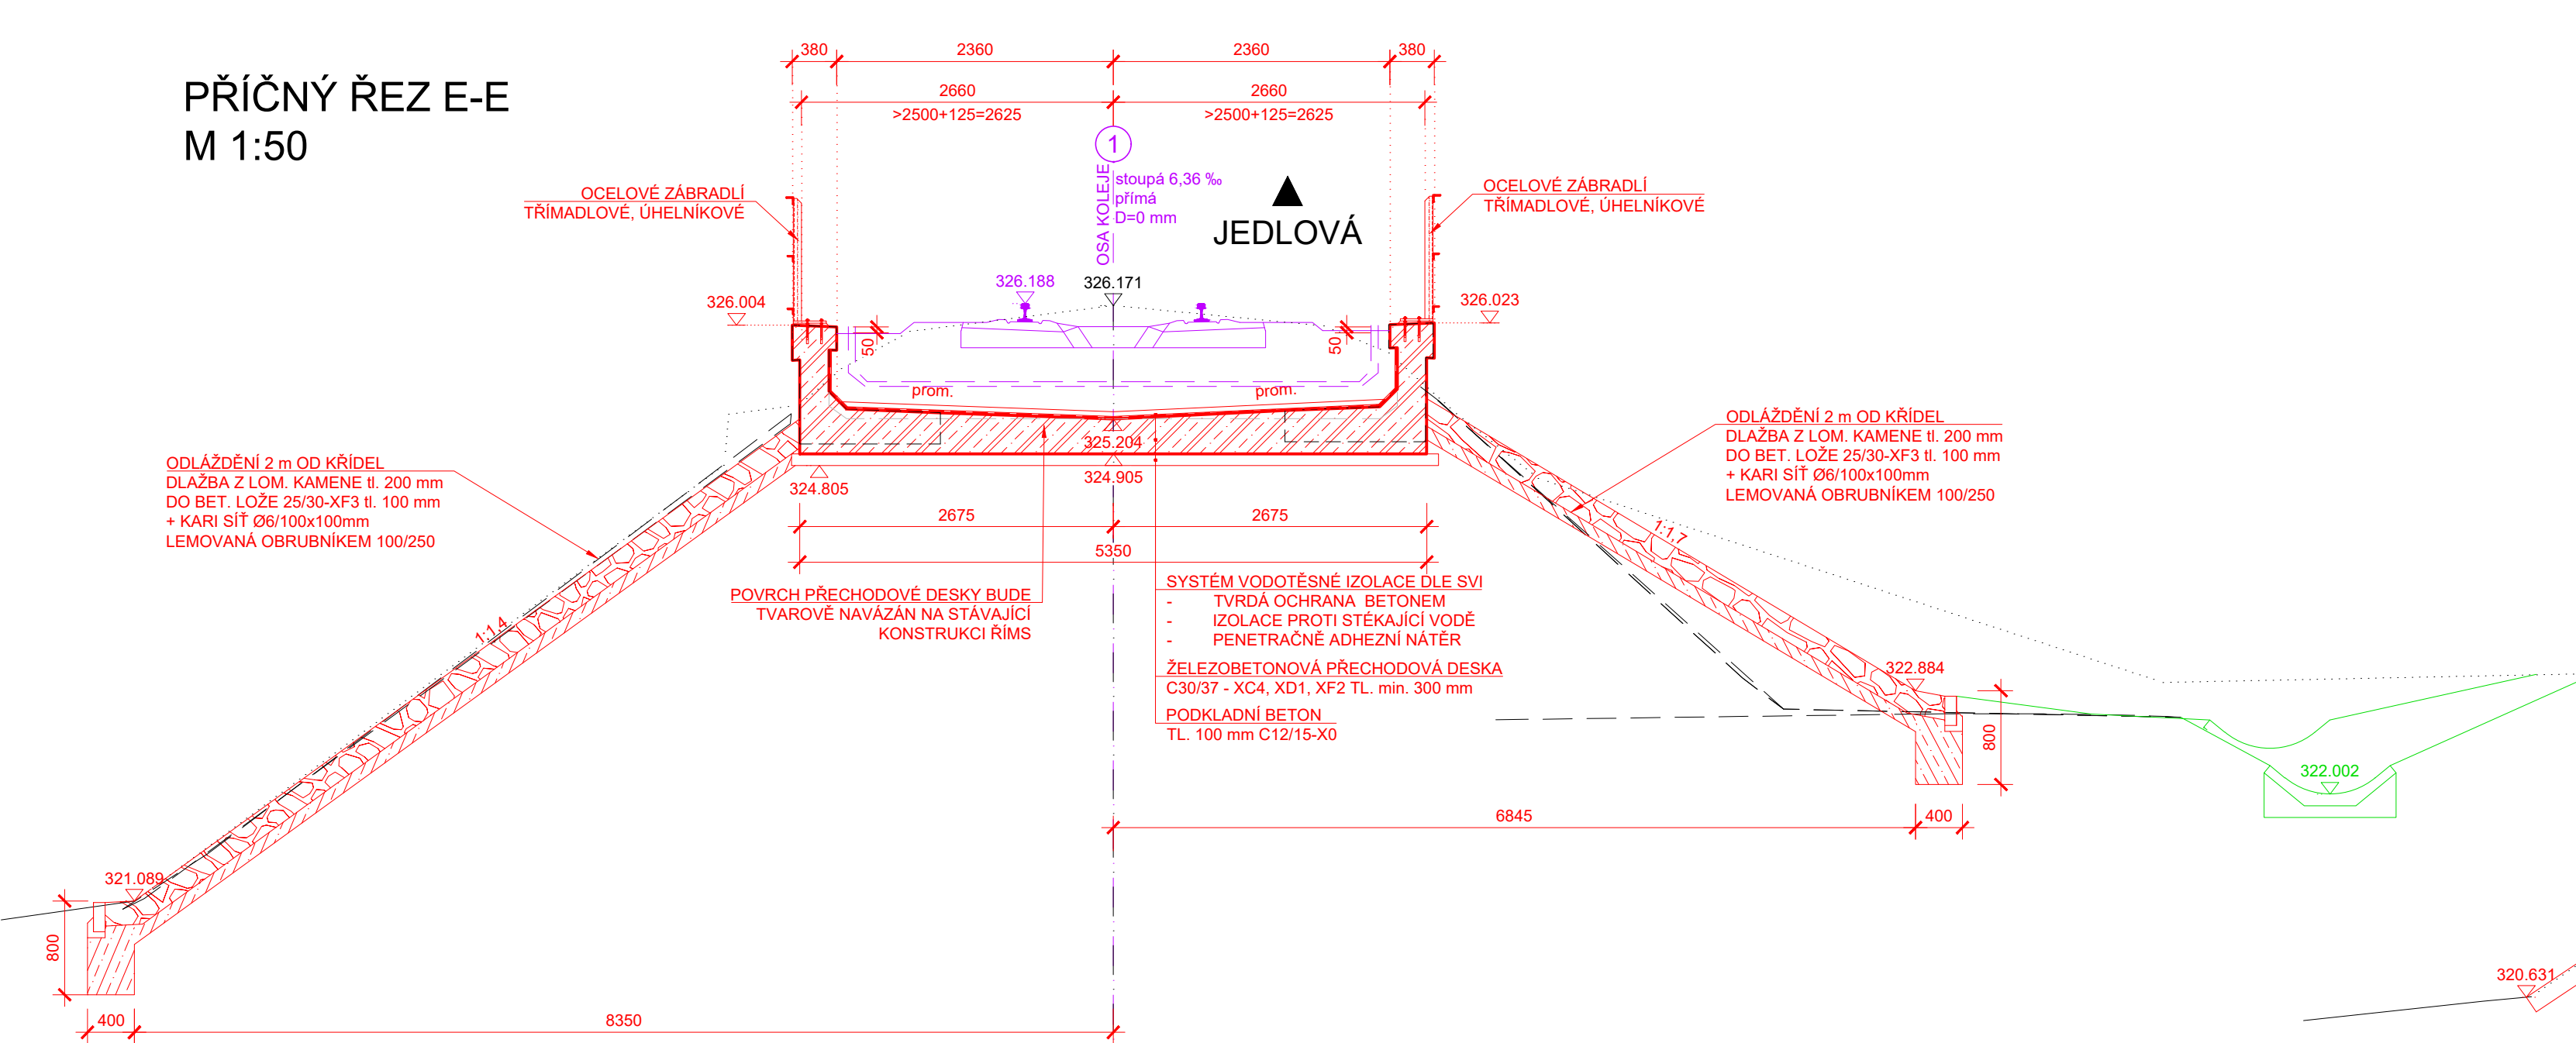 PŘÍČNÝ ŘEZ E-E
M 1:50
380
2360
2360
380
2660
2660
>2500+125=2625
>2500+125=2625
1
OSA KOLEJE
stoupá 6,36 ‰
přímá
D=0 mm
JEDLOVÁ
OCELOVÉ ZÁBRADLÍ
TŘÍMADLOVÉ, ÚHELNÍKOVÉ
OCELOVÉ ZÁBRADLÍ
TŘÍMADLOVÉ, ÚHELNÍKOVÉ
326.188
326.171
326.004
326.023
50
50
prom.
prom.
325.204
324.905
324.805
ODLÁŽDĚNÍ 2 m OD KŘÍDEL
DLAŽBA Z LOM. KAMENE tl. 200 mm
DO BET. LOŽE 25/30-XF3 tl. 100 mm
+ KARI SÍŤ Ø6/100x100mm
LEMOVANÁ OBRUBNÍKEM 100/250
ODLÁŽDĚNÍ 2 m OD KŘÍDEL
DLAŽBA Z LOM. KAMENE tl. 200 mm
DO BET. LOŽE 25/30-XF3 tl. 100 mm
+ KARI SÍŤ Ø6/100x100mm
LEMOVANÁ OBRUBNÍKEM 100/250
2675
2675
5350
1:1,4
1:1,7
POVRCH PŘECHODOVÉ DESKY BUDE
TVAROVĚ NAVÁZÁN NA STÁVAJÍCÍ
KONSTRUKCI ŘÍMS
SYSTÉM VODOTĚSNÉ IZOLACE DLE SVI
- TVRDÁ OCHRANA BETONEM
- IZOLACE PROTI STÉKAJÍCÍ VODĚ
- PENETRAČNĚ ADHEZNÍ NÁTĚR
ŽELEZOBETONOVÁ PŘECHODOVÁ DESKA
C30/37 - XC4, XD1, XF2 TL. min. 300 mm
PODKLADNÍ BETON
TL. 100 mm C12/15-X0
322.884
800
322.002
6845
400
321.089
800
320.631
400
8350